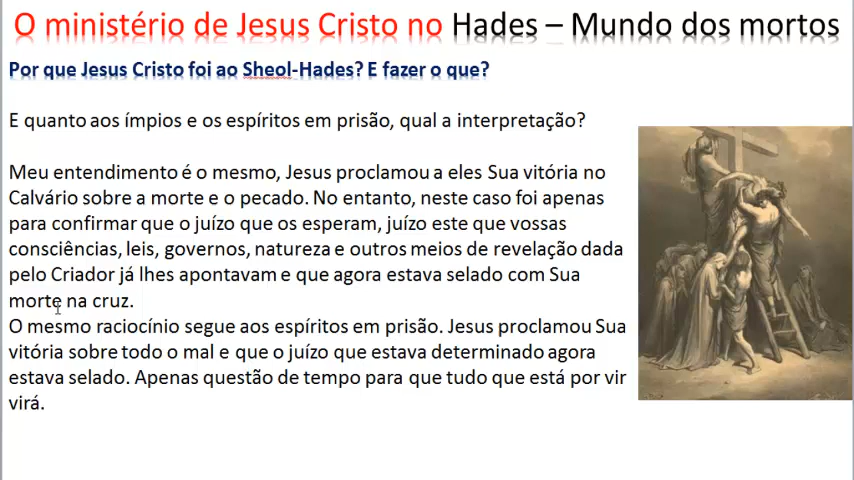 O ministério de Jesus Cristo no Hades – Mundo dos mortos
Por que Jesus Cristo foi ao Sheol-Hades? E fazer o que?
E quanto aos ímpios e os espíritos em prisão, qual a interpretação?
Meu entendimento é o mesmo, Jesus proclamou a eles Sua vitória no
Calvário sobre a morte e o pecado. No entanto, neste caso foi apenas
para confirmar que o juízo que os esperam, juízo este que vossas
consciências, leis, governos, natureza e outros meios de revelação dada
pelo Criador já lhes apontavam e que agora estava selado com Sua
morte na cruz.
O mesmo raciocínio segue aos espíritos em prisão. Jesus proclamou Sua
vitória sobre todo o mal e que o juízo que estava determinado agora
estava selado. Apenas questão de tempo para que tudo que está por vir
virá.